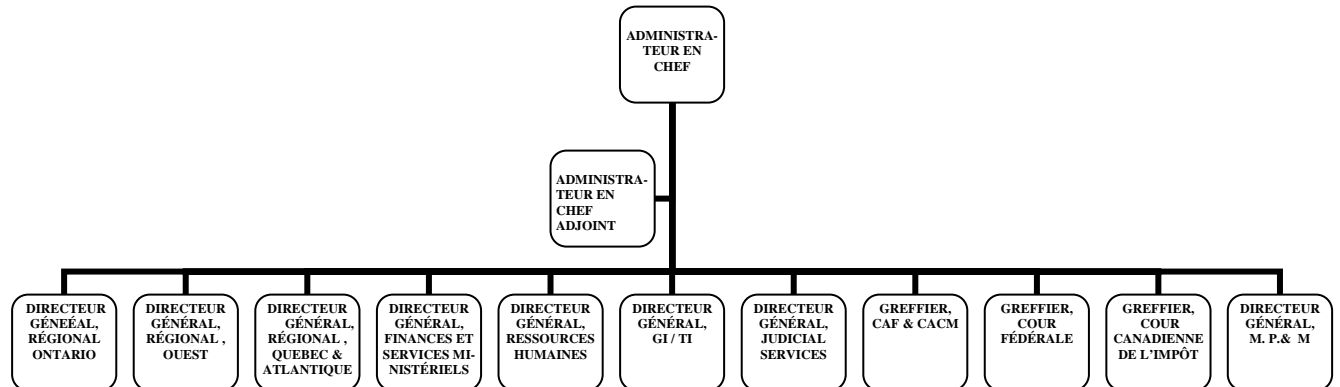 ADMINISTRA-
TEUR EN
CHEF
ADMINISTRA-
TEUR EN
CHEF
ADJOINT
DIRECTEUR
GÉNEÉAL,
RÉGIONAL
ONTARIO
DIRECTEUR
GÉNÉRAL,
RÉGIONAL ,
OUEST
DIRECTEUR
GÉNÉRAL,
RÉGIONAL ,
QUEBEC &
ATLANTIQUE
DIRECTEUR
GÉNÉRAL,
FINANCES ET
SERVICES MI-
NISTÉRIELS
DIRECTEUR
GÉNÉRAL,
RESSOURCES
HUMAINES
DIRECTEUR
GÉNÉRAL,
GI / TI
DIRECTEUR
GÉNÉRAL,
JUDICIAL
SERVICES
GREFFIER,
CAF & CACM
GREFFIER,
COUR
FÉDÉRALE
GREFFIER,
COUR
CANADIENNE
DE L’IMPÔT
DIRECTEUR
GÉNÉRAL,
M. P.& M